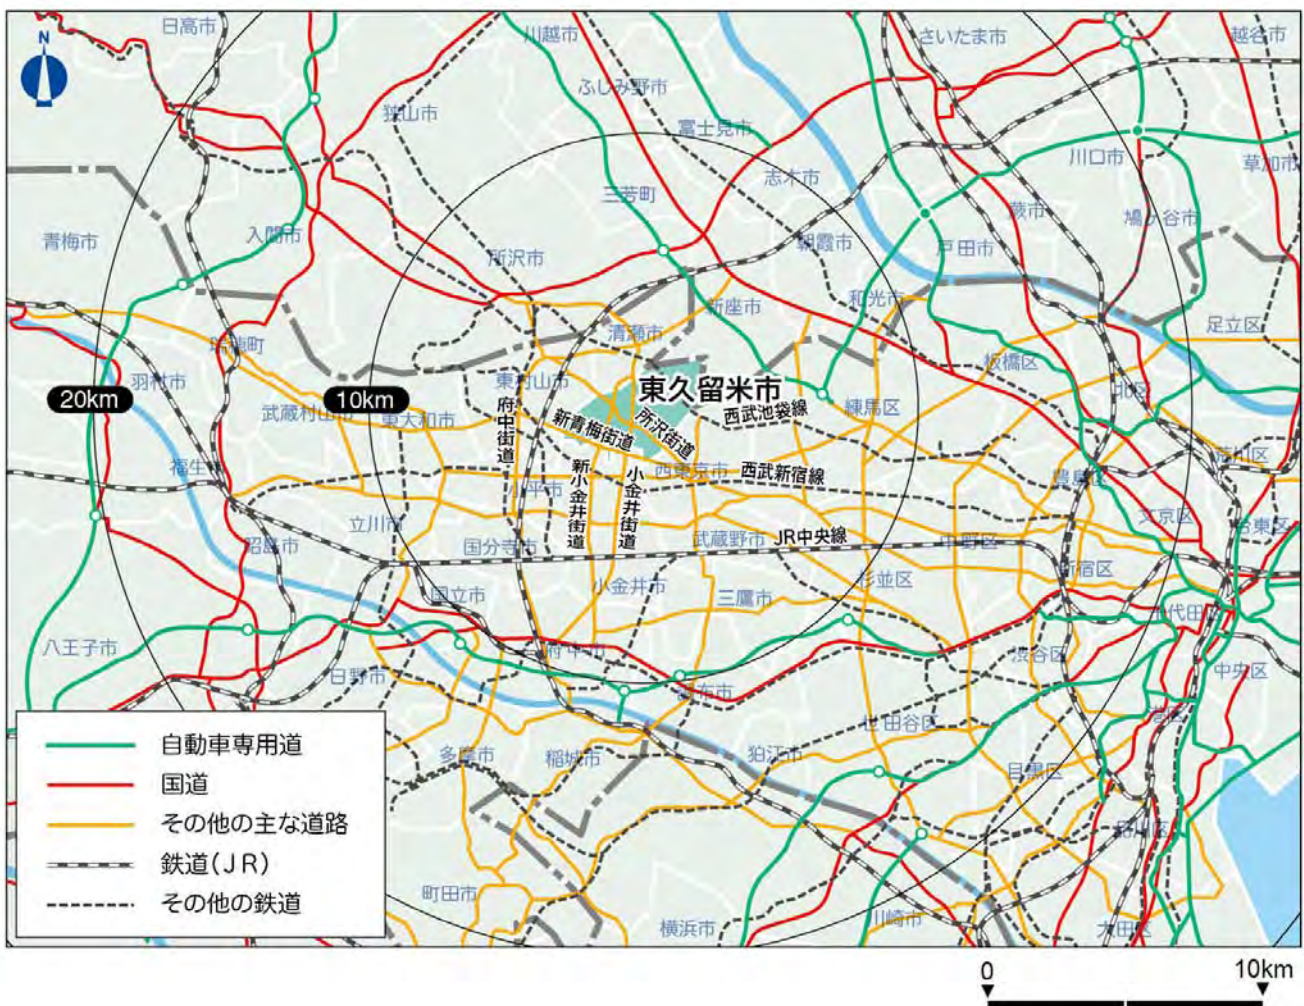 日高市
川越市
さいたま市
越谷市
N
ふじみ野市
狭山市
富士見市
川口市
草加市
志木市
三芳町
蕨市
鳩ヶ谷市
青梅市
入間市
所沢市
朝霞市
戸田市
新座市
和光市
足立区
清瀬市
瑞穂町
板橋区
羽村市
東村山市
東久留米市
北区
20km
10km
武蔵村山市
東大和市
府中街道
新青梅街道
所沢街道
西武池袋線
練馬区
荒川区
福生市
小平市
新小金井街道
小金井街道
西東京市
西武新宿線
豊島区
文京区
台東区
立川市
昭島市
国分寺市
武蔵野市
JR中央線
中野区
新宿区
国立市
小金井市
三鷹市
杉並区
千代田区
八王子市
府中市
渋谷区
中央区
日野市
調布市
港区
世田谷区
多摩市
稲城市
狛江市
目黒区
品川区
町田市
横浜市
川崎市
大田区
自動車専用道
国道
その他の主な道路
鉄道(JR)
その他の鉄道
0
10km